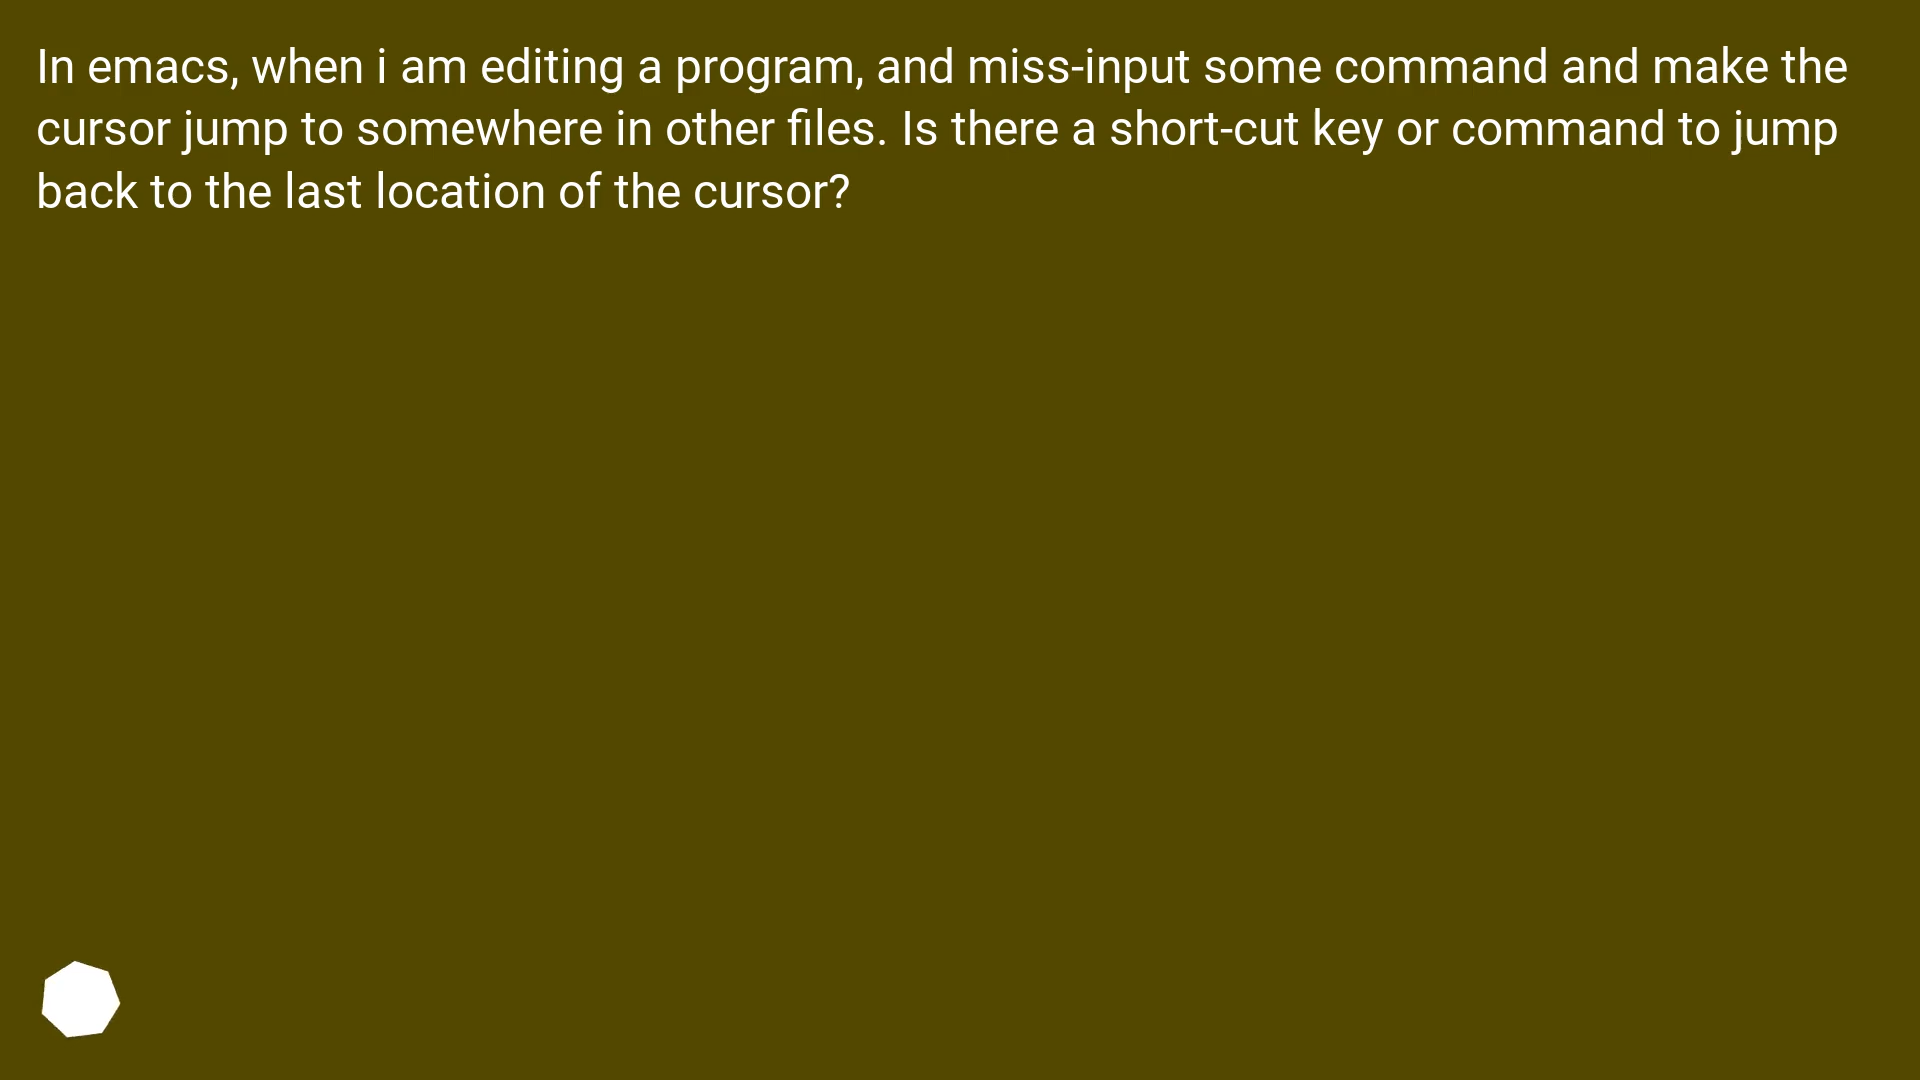 In emacs, when i am editing a program, and miss-input some command and make the
cursor jump to somewhere in other files. Is there a short-cut key or command to jump
back to the last location of the cursor?